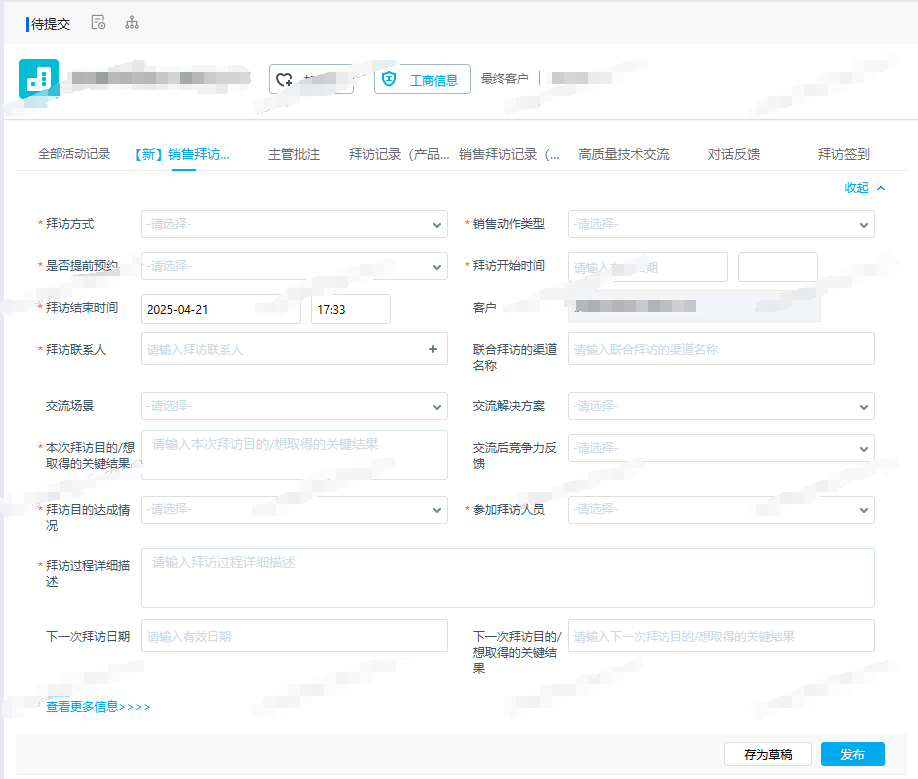 待提交
工商信息 最终客户
全部活动记录 【新】销售拜访... 主管批注 拜访记录（产品... 销售拜访记录（... 高质量技术交流 对话反馈 拜访签到
收起
* 拜访方式 -请选择- * 销售动作类型 -请选择-
* 是否提前预约 -请选择- * 拜访开始时间 请输入有效日期
* 拜访结束时间 2025-04-21 17:33 客户
* 拜访联系人 请输入拜访联系人 + 联合拜访的渠道
名称 请输入联合拜访的渠道名称
交流场景 -请选择- 交流解决方案 -请选择-
* 本次拜访目的/想
取得的关键结果 请输入本次拜访目的/想取得的关键结果 交流后竞争力反
馈 -请选择-
* 拜访目的达成情
况 -请选择- * 参加拜访人员 -请选择-
* 拜访过程详细描
述 请输入拜访过程详细描述
下一次拜访日期 请输入有效日期 下一次拜访目的/
想取得的关键结
果 请输入下一次拜访目的/想取得的关键结果
查看更多信息>>>>
存为草稿 发布